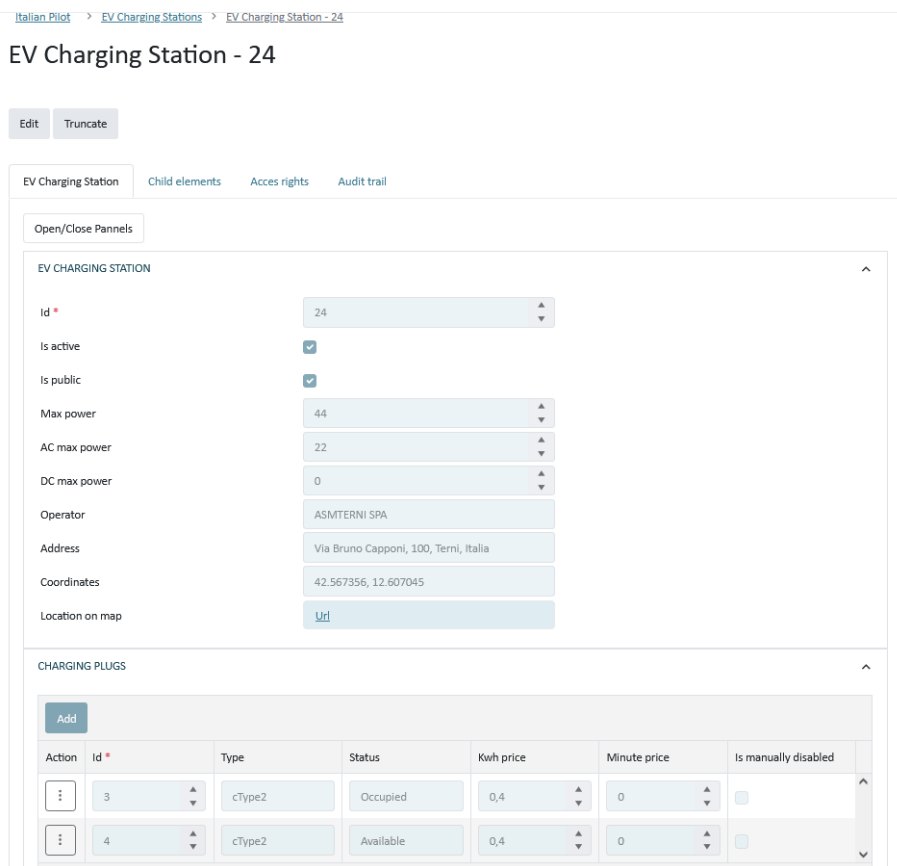 Italian Pilot > EV Charging Stations > EV Charging Station - 24
EV Charging Station - 24
Edit Truncate
EV Charging Station Child elements Acces rights Audit trail
Open/Close Pannels
EV CHARGING STATION
Id * 24
Is active
Is public
Max power 44
AC max power 22
DC max power 0
Operator ASMTERNI SPA
Address Via Bruno Capponi, 100, Terni, Italia
Coordinates 42.567356, 12.607045
Location on map Url
CHARGING PLUGS
Add
Action Id * Type Status Kwh price Minute price Is manually disabled
3 cType2 Occupied 0,4 0
4 cType2 Available 0,4 0